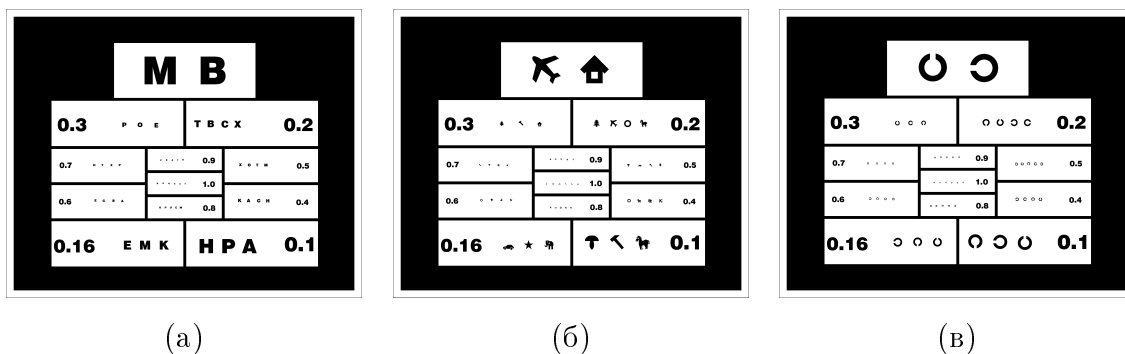 M B
0.3 P O E T B C X 0.2
0.7 0.9 X O T M 0.5
1.0
0.6 0.8 K A C H 0.4
0.16 E M K H P A 0.1
0.3 0.2
0.7 0.9 0.5
1.0
0.6 0.8 0.4
0.16 0.1
0.3 0.2
0.7 0.9 0.5
1.0
0.6 0.8 0.4
0.16 0.1
(а) (б) (в)